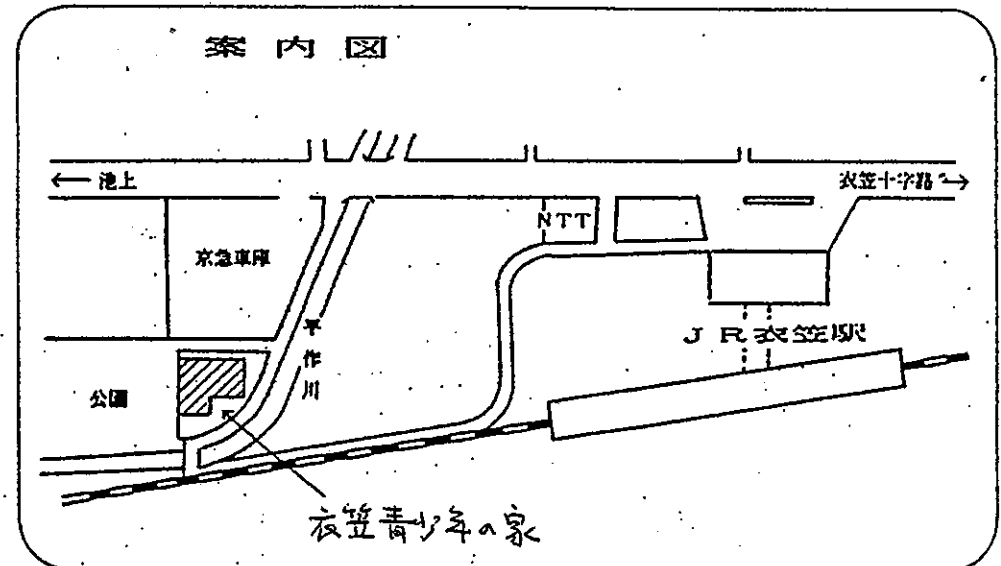 案内図
← 池上
衣笠十字路 →
NTT
京急車庫
平作川
JR衣笠駅
公園
衣笠青少年の家